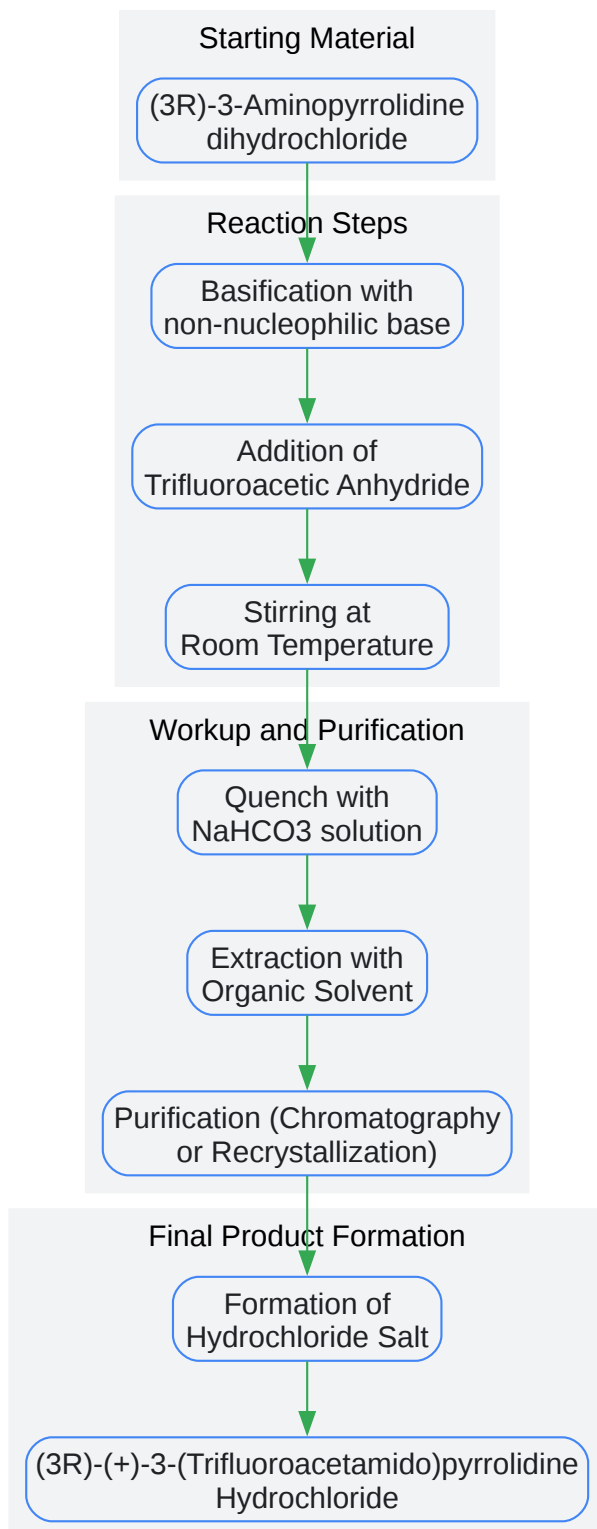 Starting Material
(3R)-3-Aminopyrrolidine
dihydrochloride
Reaction Steps
Basification with
non-nucleophilic base
Addition of
Trifluoroacetic Anhydride
Stirring at
Room Temperature
Workup and Purification
Quench with
NaHCO3 solution
Extraction with
Organic Solvent
Purification (Chromatography
or Recrystallization)
Final Product Formation
Formation of
Hydrochloride Salt
(3R)-(+)-3-(Trifluoroacetamido)pyrrolidine
Hydrochloride